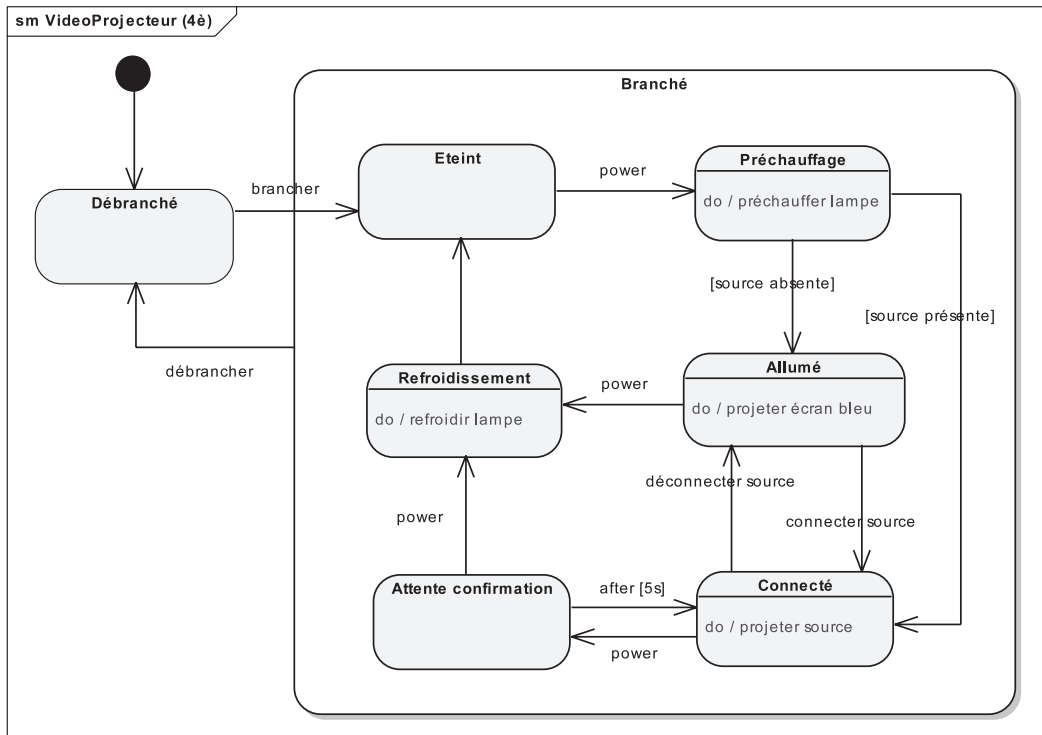 sm VideoProjecteur (4è)
Branché
Eteint
Préchauffage
power
brancher
Débranché
do / préchauffer lampe
[source absente]
[source présente]
débrancher
Refroidissement
power
Allumé
do / refroidir lampe
do / projeter écran bleu
déconnecter source
power
connecter source
Attente confirmation
after [5s]
Connecté
do / projeter source
power